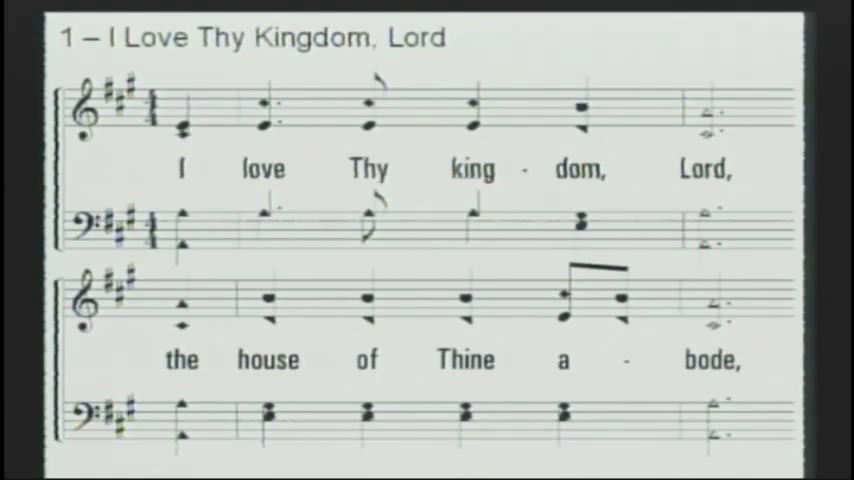 1 – I Love Thy Kingdom, Lord
I love Thy king - dom, Lord,
the house of Thine a - bode,